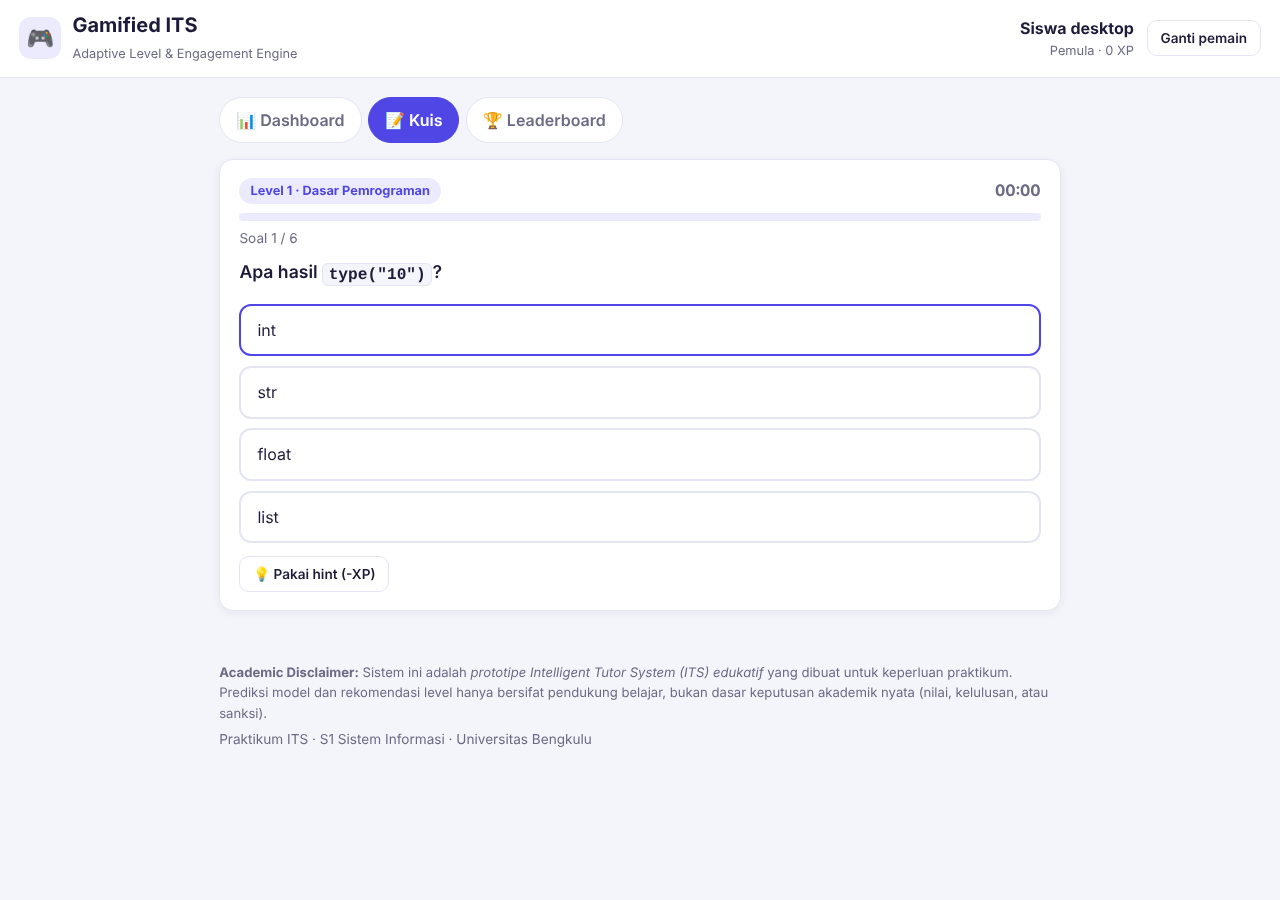 Gamified ITS
Adaptive Level & Engagement Engine
Siswa desktop
Pemula · 0 XP
Ganti pemain
📊 Dashboard
📝 Kuis
🏆 Leaderboard
Level 1 · Dasar Pemrograman
00:00
Soal 1 / 6
Apa hasil type("10")?
int
str
float
list
💡 Pakai hint (-XP)
Academic Disclaimer: Sistem ini adalah prototipe Intelligent Tutor System (ITS) edukatif yang dibuat untuk keperluan praktikum.
Prediksi model dan rekomendasi level hanya bersifat pendukung belajar, bukan dasar keputusan akademik nyata (nilai, kelulusan, atau
sanksi).
Praktikum ITS · S1 Sistem Informasi · Universitas Bengkulu